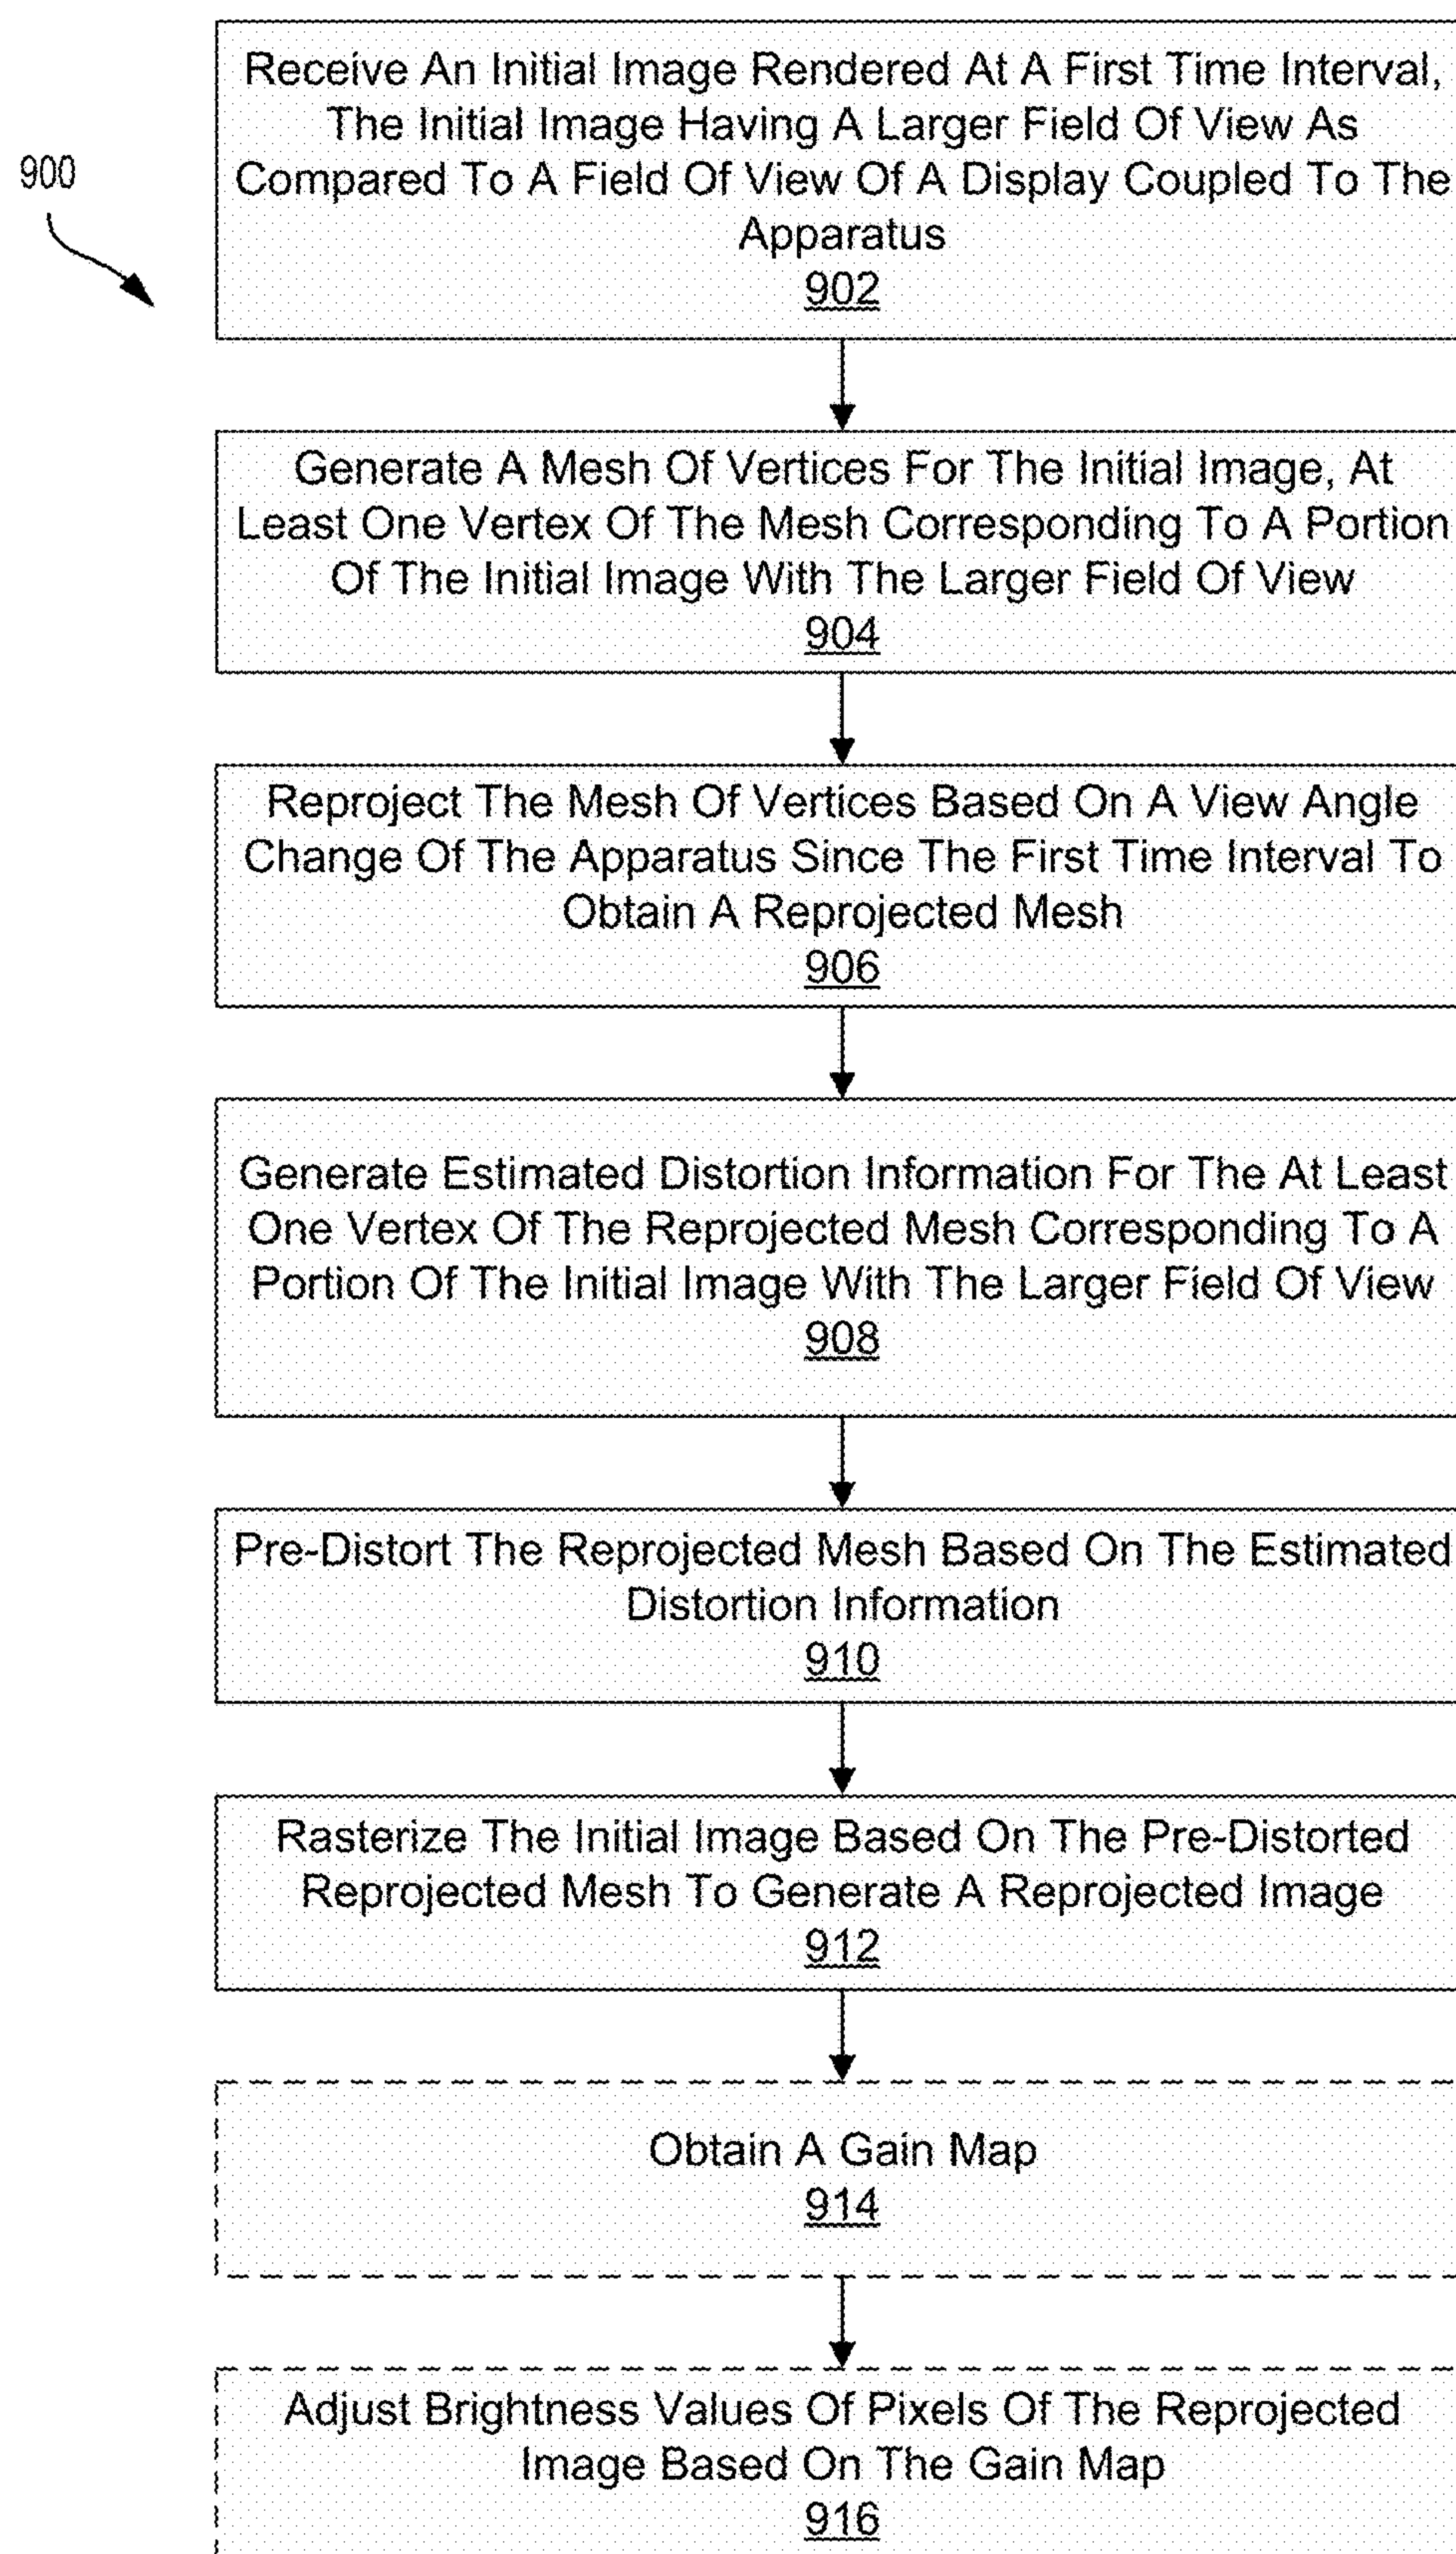 Receive An Initial Image Rendered At A First Time Interval,
The Initial Image Having A Larger Field Of View As
Compared To A Field Of View Of A Display Coupled To The
Apparatus
902
900
Generate A Mesh Of Vertices For The Initial Image, At
Least One Vertex Of The Mesh Corresponding To A Portion
Of The Initial Image With The Larger Field Of View
904
Reproject The Mesh Of Vertices Based On A View Angle
Change Of The Apparatus Since The First Time Interval To
Obtain A Reprojected Mesh
906
Generate Estimated Distortion Information For The At Least
One Vertex Of The Reprojected Mesh Corresponding To A
Portion Of The Initial Image With The Larger Field Of View
908
Pre-Distort The Reprojected Mesh Based On The Estimated
Distortion Information
910
Rasterize The Initial Image Based On The Pre-Distorted
Reprojected Mesh To Generate A Reprojected Image
912
Obtain A Gain Map
914
Adjust Brightness Values Of Pixels Of The Reprojected
Image Based On The Gain Map
916